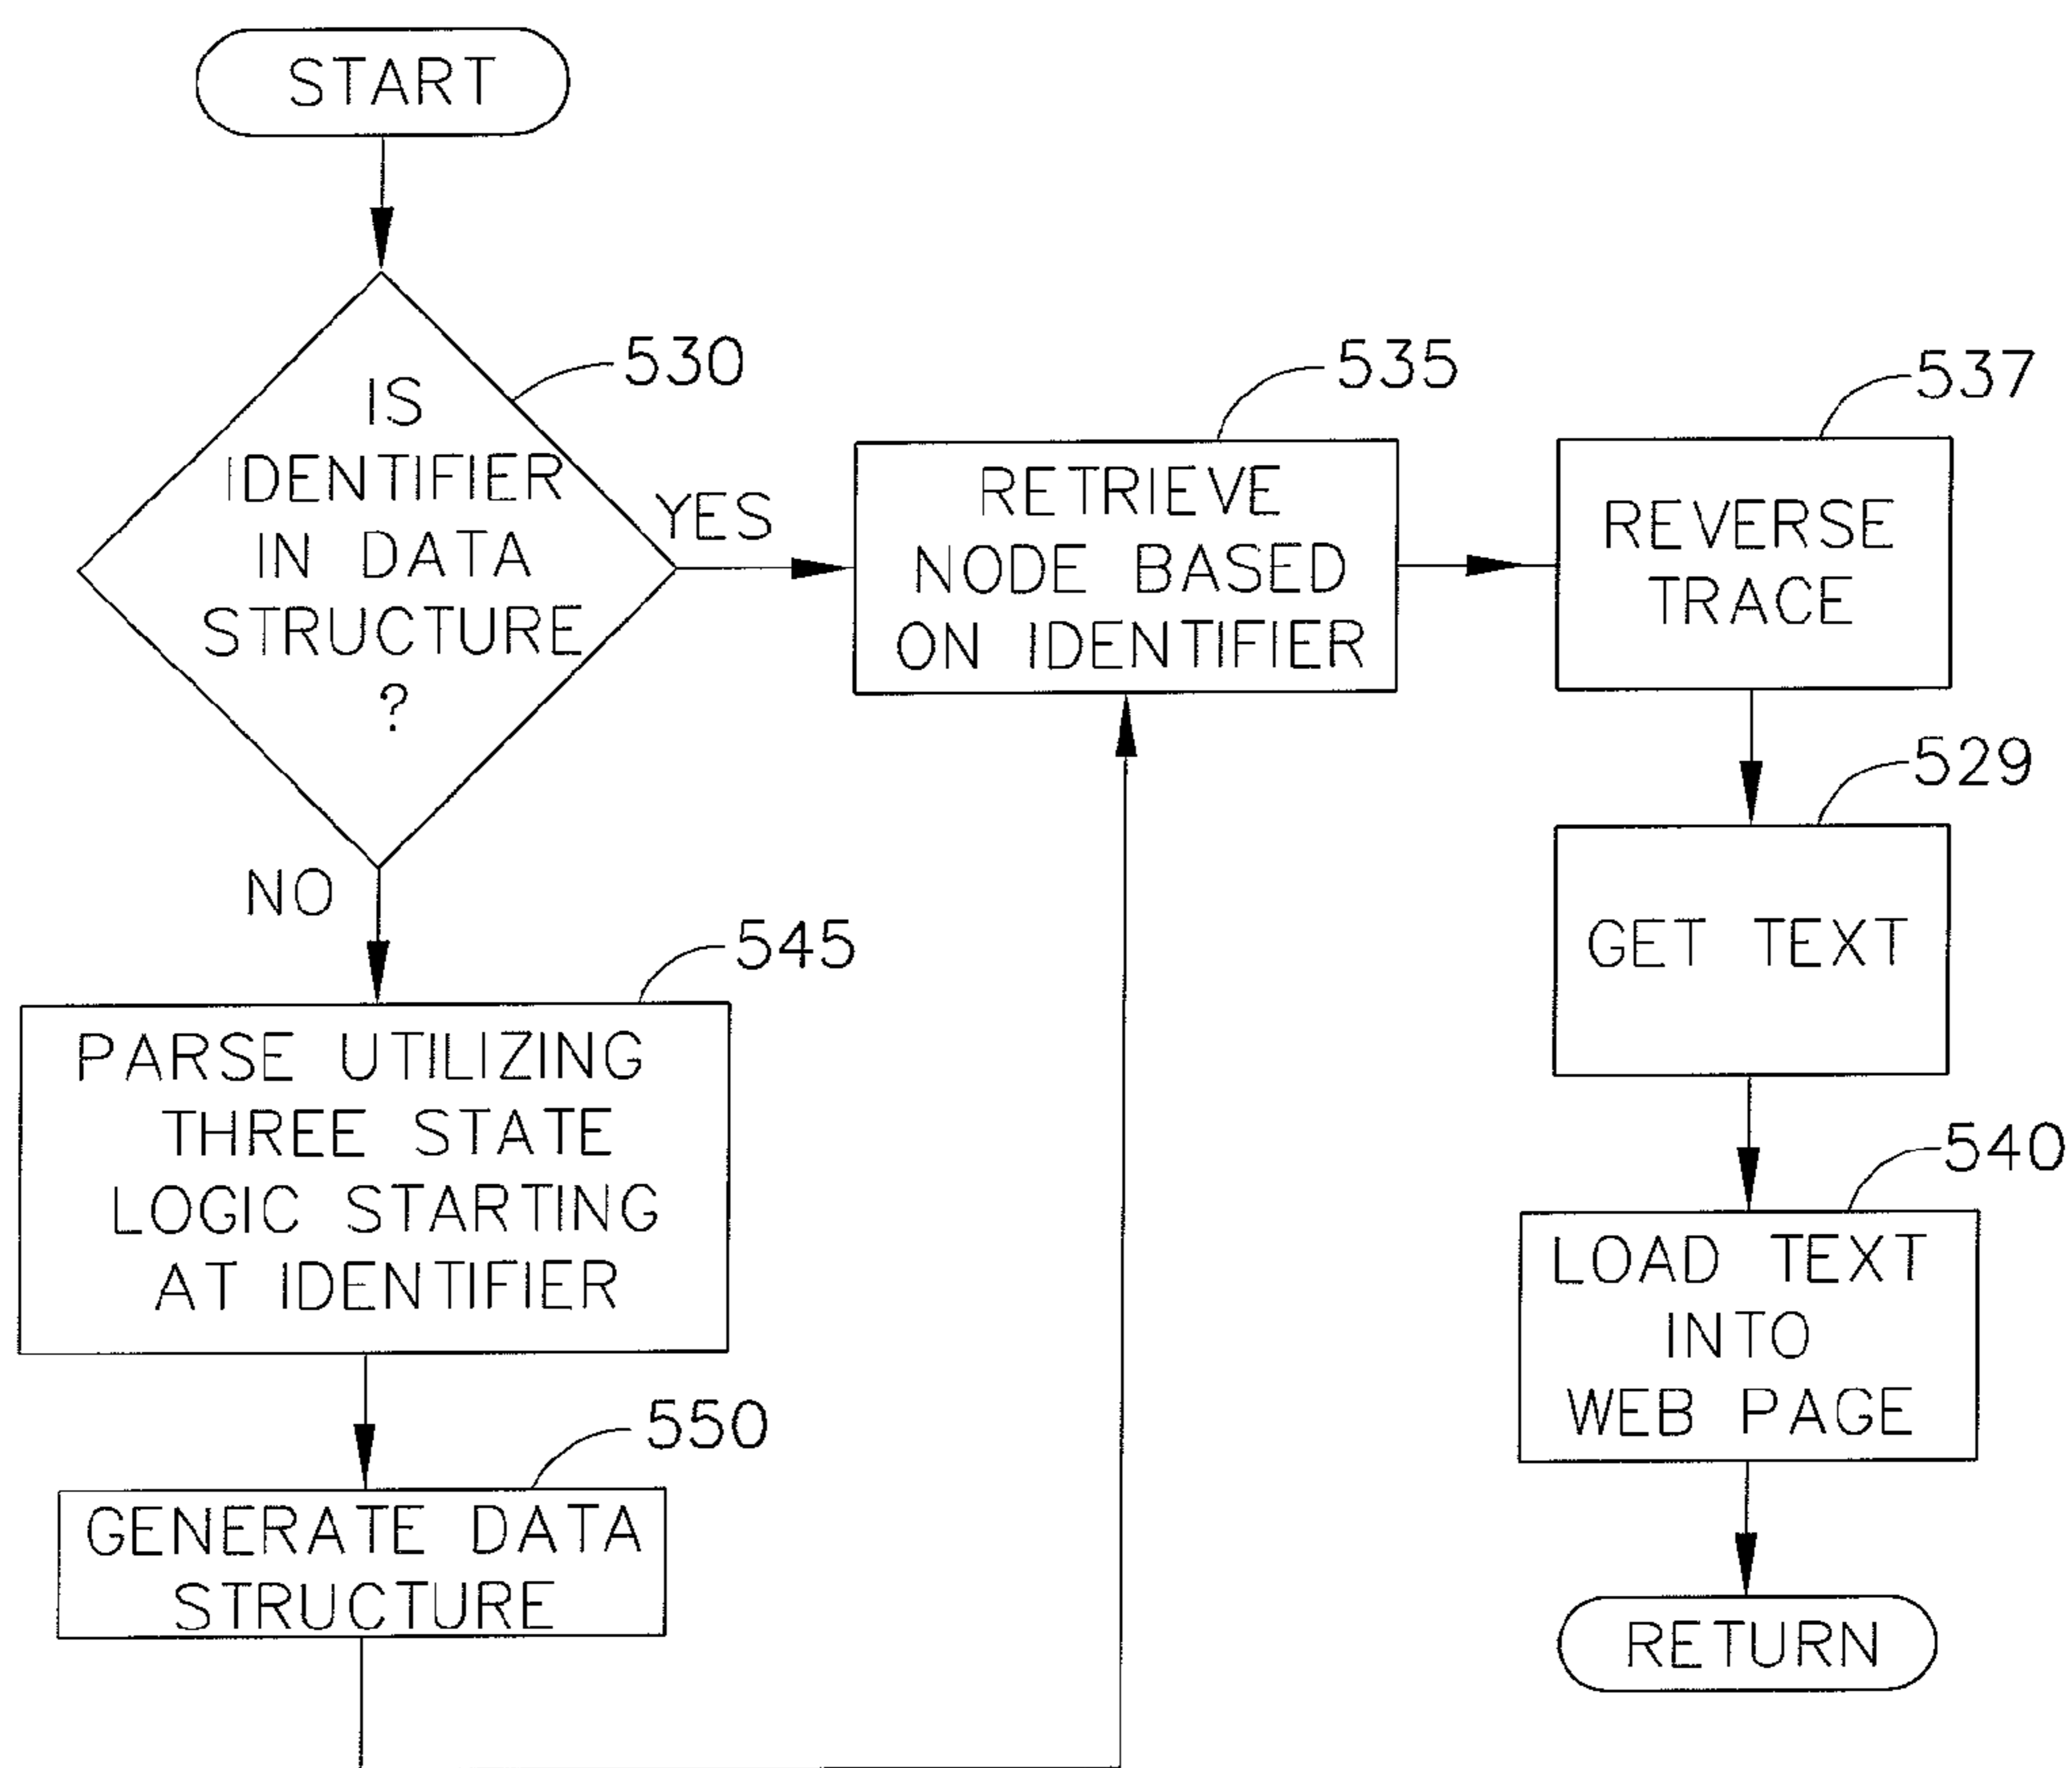 START
530
IS
IDENTIFIER
IN DATA
STRUCTURE
?
YES
NO
535
RETRIEVE
NODE BASED
ON IDENTIFIER
537
REVERSE
TRACE
529
GET TEXT
545
PARSE UTILIZING
THREE STATE
LOGIC STARTING
AT IDENTIFIER
540
LOAD TEXT
INTO
WEB PAGE
550
GENERATE DATA
STRUCTURE
RETURN